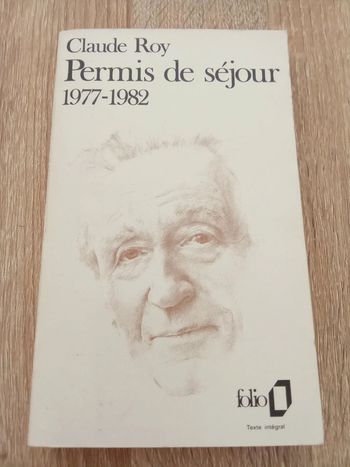 Claude Roy
Permis de séjour
1977-1982
folio
Texte intégral